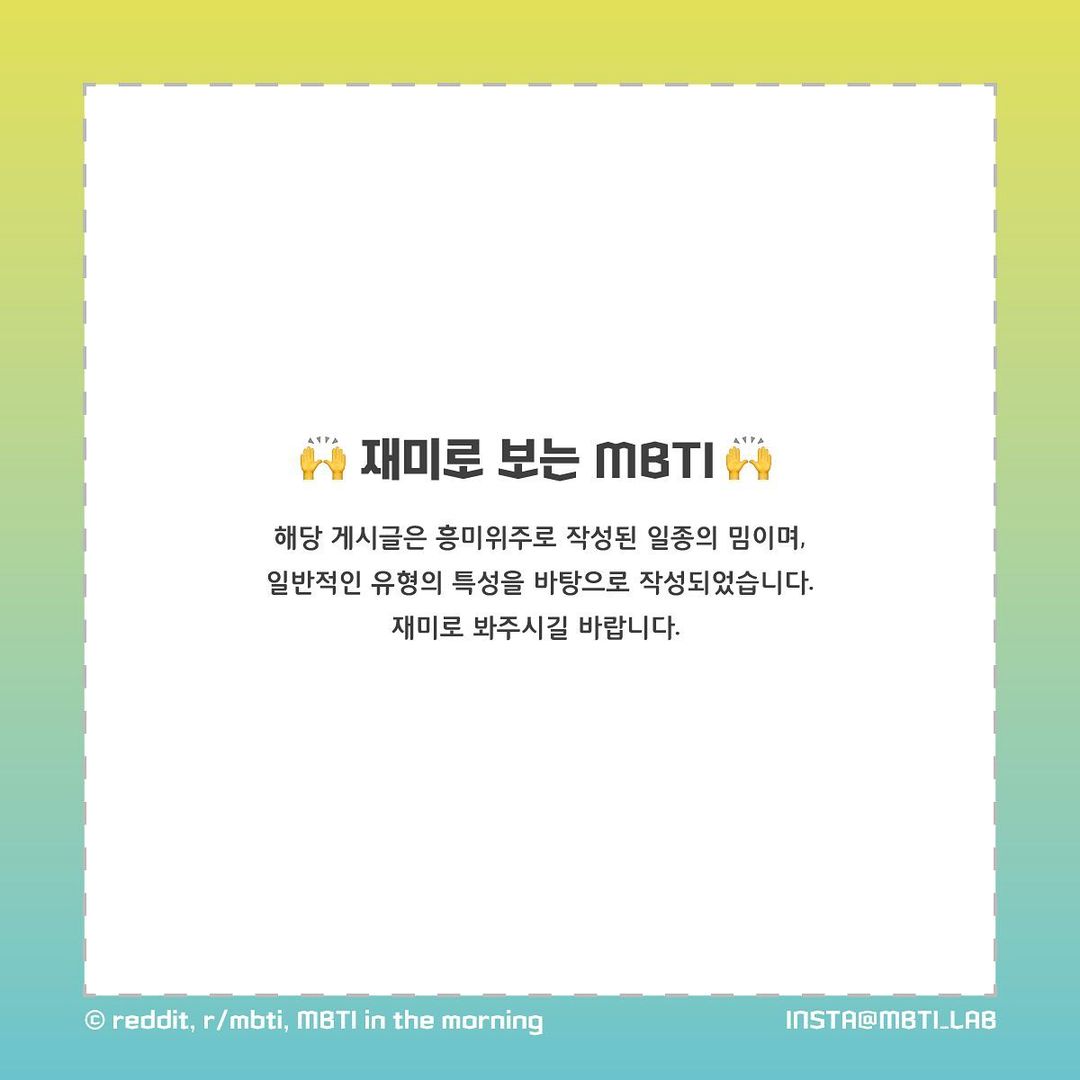 🙌 재미로 보는 MBTI 🙌
해당 게시글은 흥미위주로 작성된 일종의 밈이며,
일반적인 유형의 특성을 바탕으로 작성되었습니다.
재미로 봐주시길 바랍니다.
© reddit, r/mbti, MBTI in the morning
INSTA@MBTI_LAB